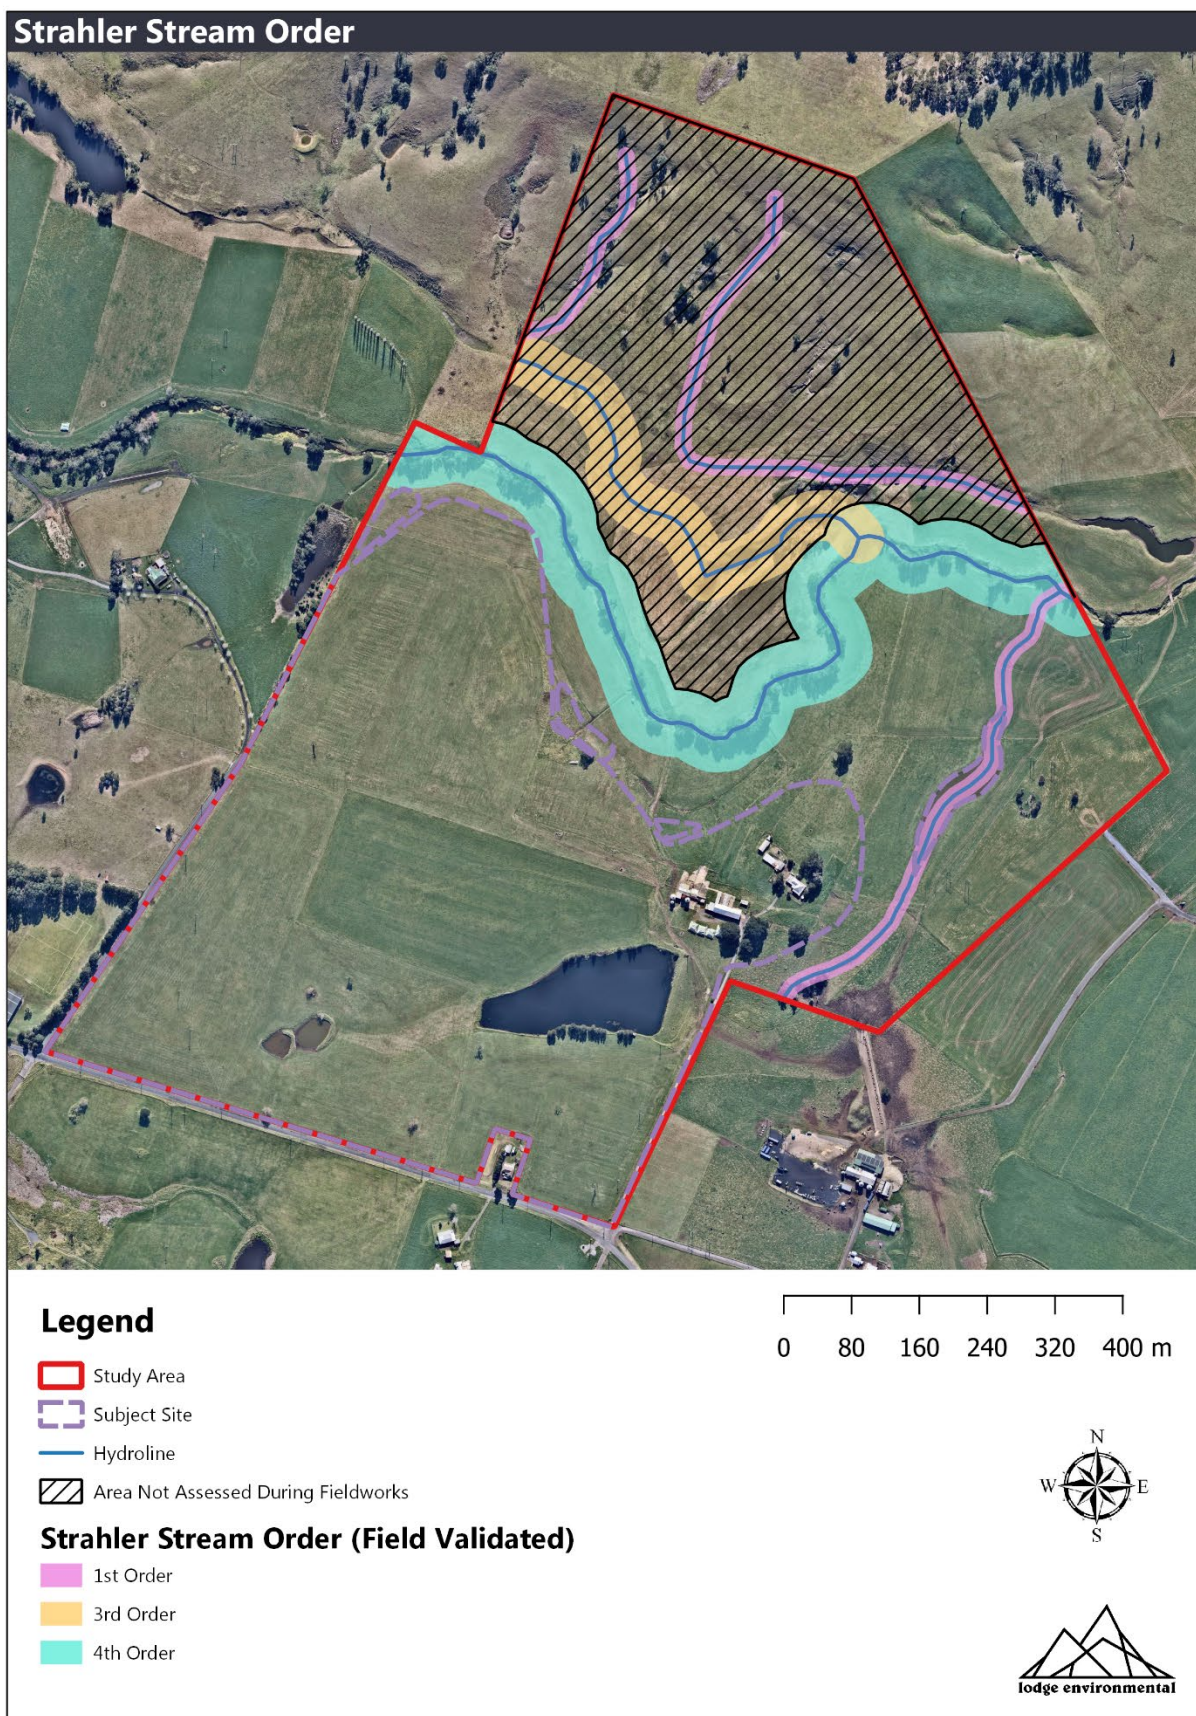 Strahler Stream Order
Legend
Study Area
Subject Site
Hydroline
Area Not Assessed During Fieldworks
Strahler Stream Order (Field Validated)
1st Order
3rd Order
4th Order
0 80 160 240 320 400 m
N
W E
S
lodge environmental